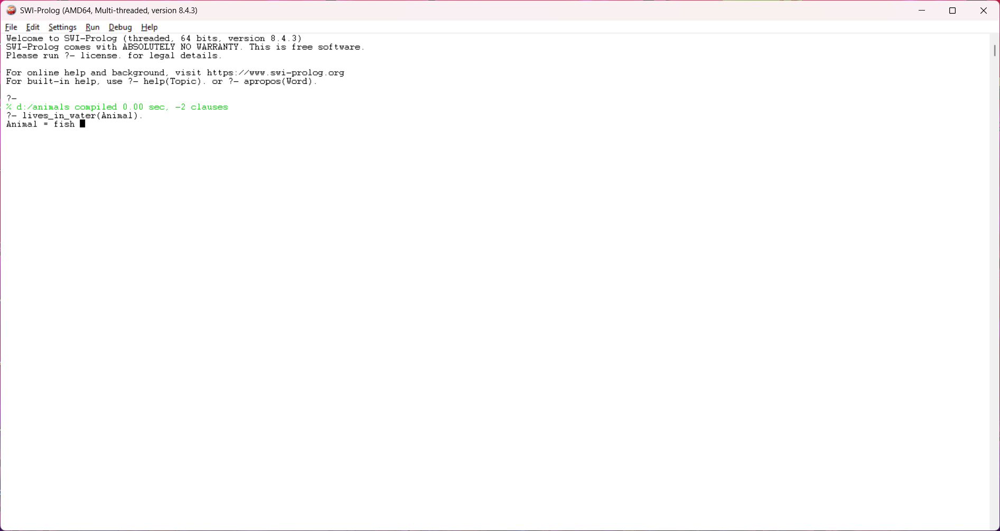 SWI-Prolog (AMD64, Multi-threaded, version 8.4.3)
File Edit Settings Run Debug Help
Welcome to SWI-Prolog (threaded, 64 bits, version 8.4.3)
SWI-Prolog comes with ABSOLUTELY NO WARRANTY. This is free software.
Please run ?- license. for legal details.
For online help and background, visit https://www.swi-prolog.org
For built-in help, use ?- help(Topic). or ?- apropos(Word).
?-
% d:/animals compiled 0.00 sec, -2 clauses
?- lives_in_water(Animal).
Animal = fish